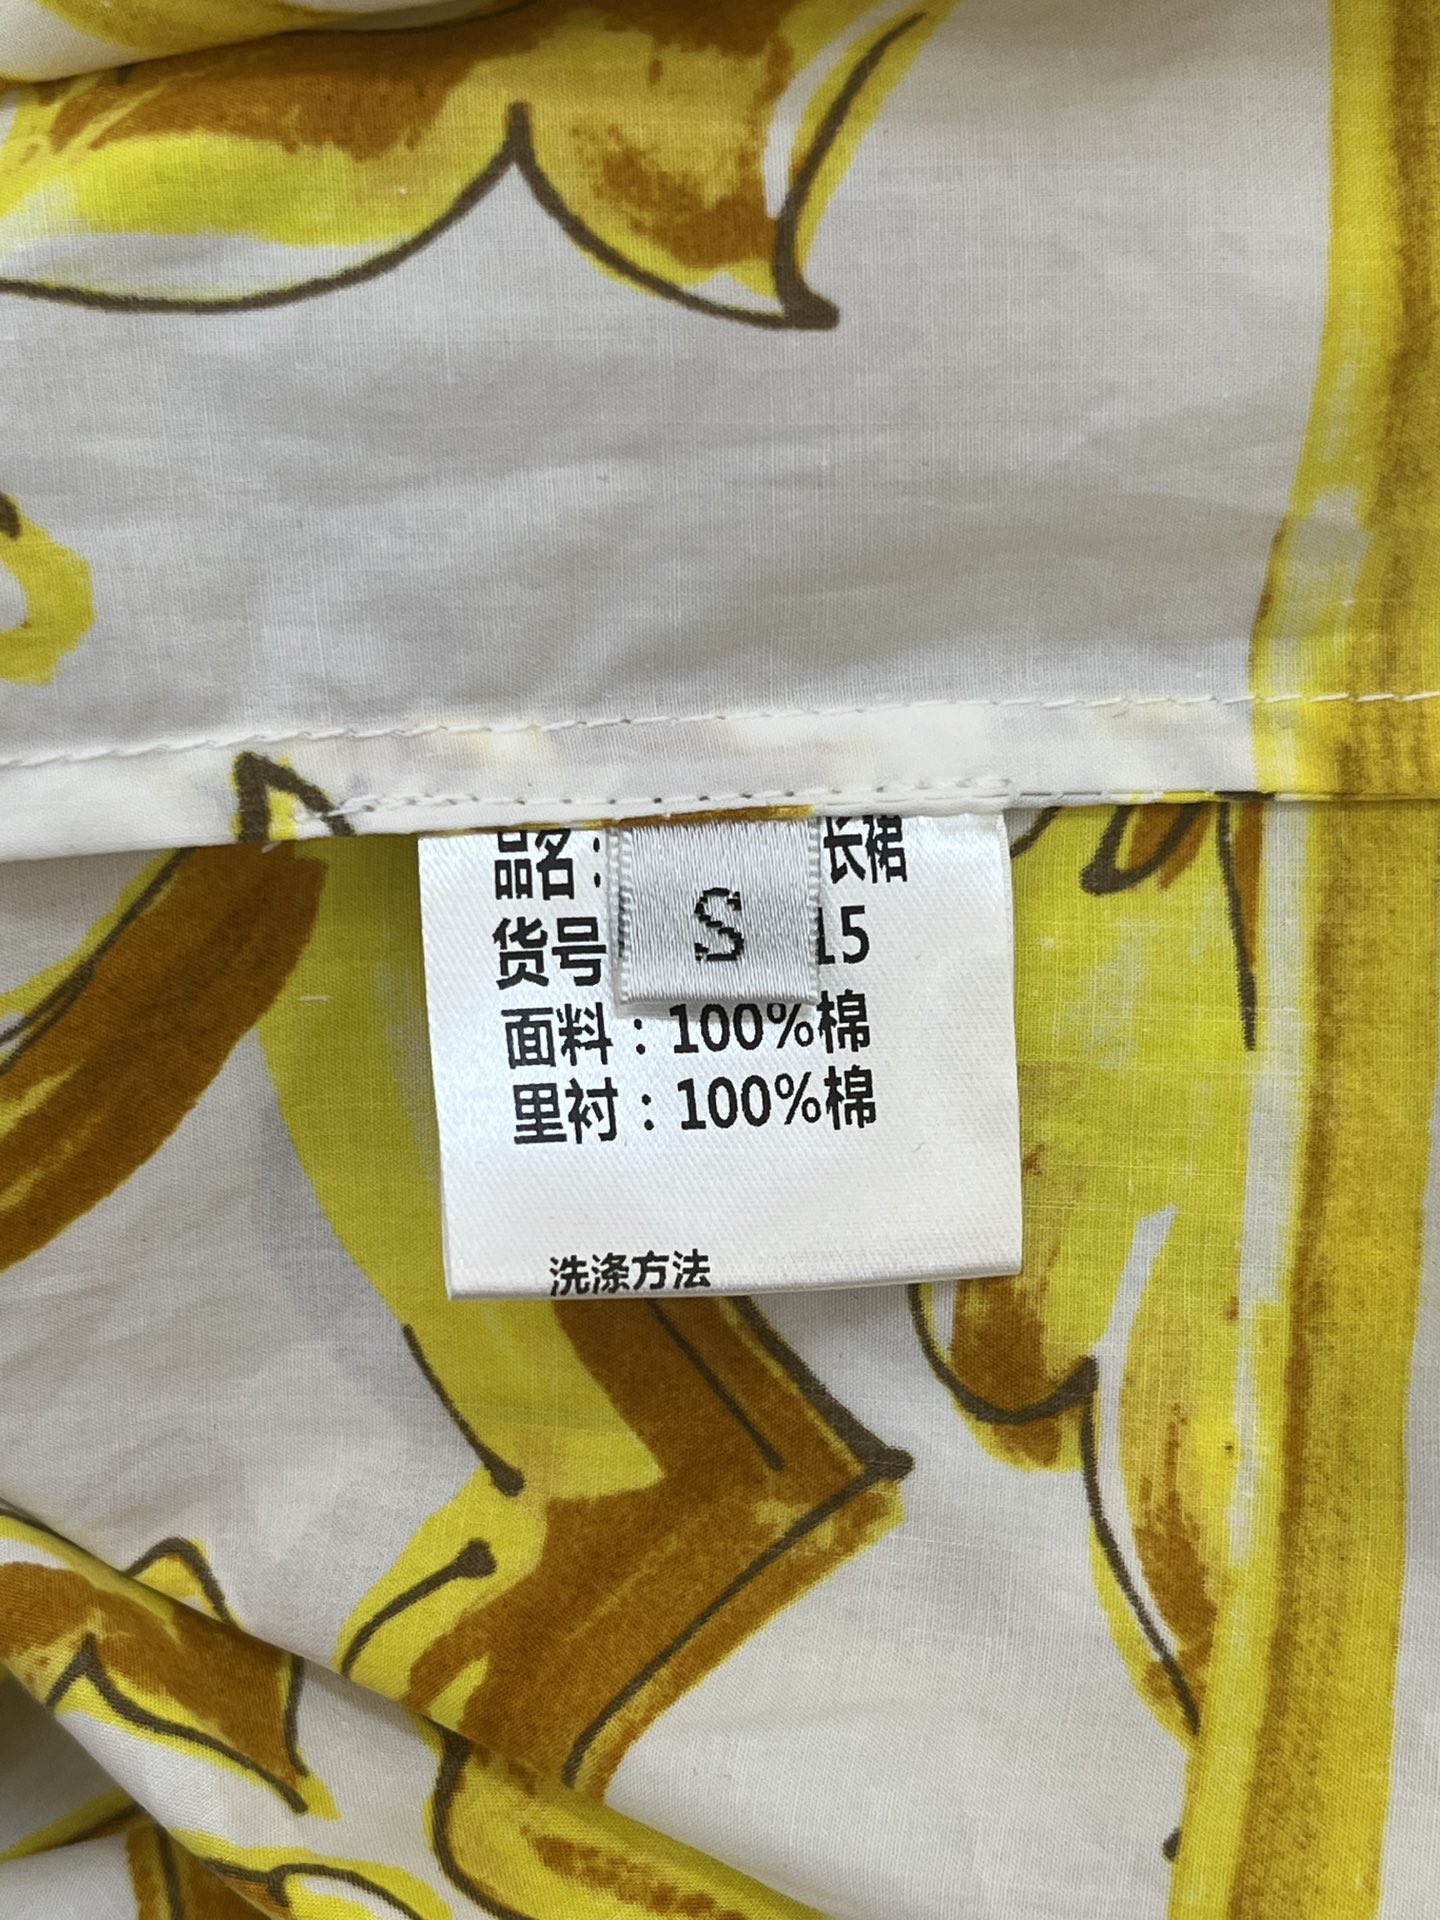 品名： 长裙
货号 15
S
面料：100%棉
里衬：100%棉
洗涤方法